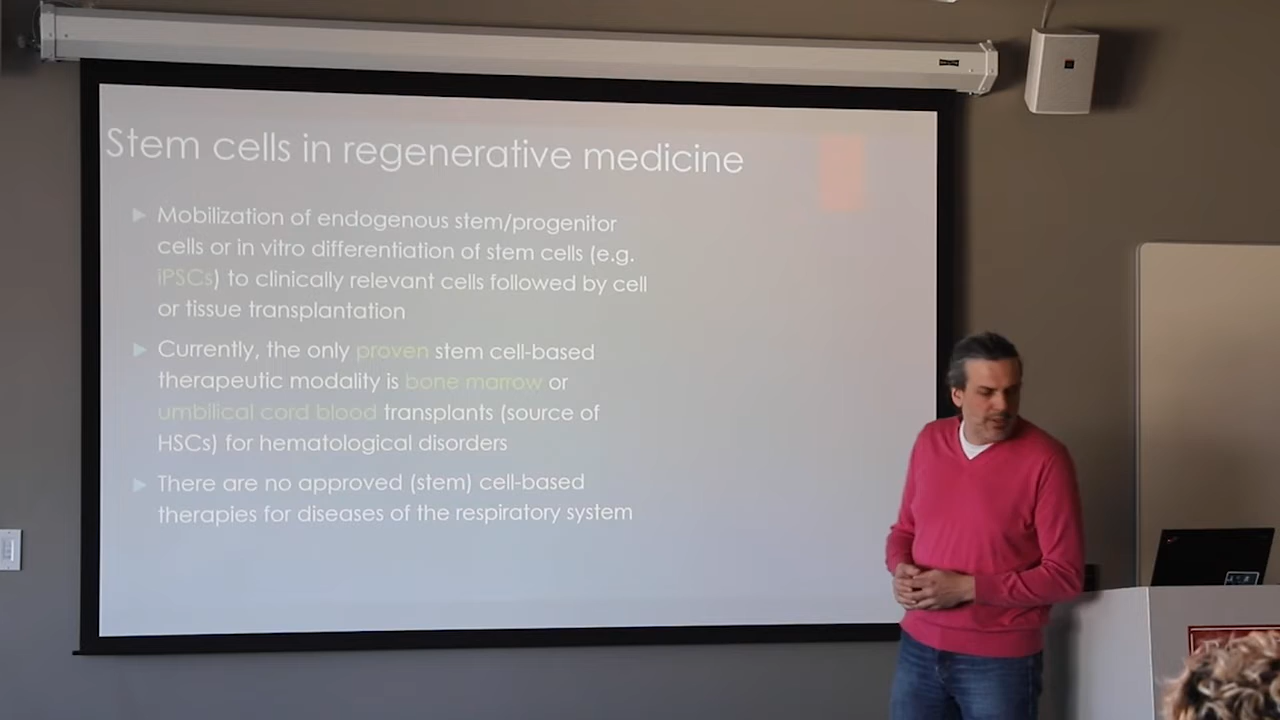 Stem cells in regenerative medicine
Mobilization of endogenous stem/progenitor
cells or in vitro differentiation of stem cells (e.g.
iPSCs) to clinically relevant cells followed by cell
or tissue transplantation
Currently, the only proven stem cell-based
therapeutic modality is bone marrow or
umbilical cord blood transplants (source of
HSCs) for hematological disorders
There are no approved (stem) cell-based
therapies for diseases of the respiratory system